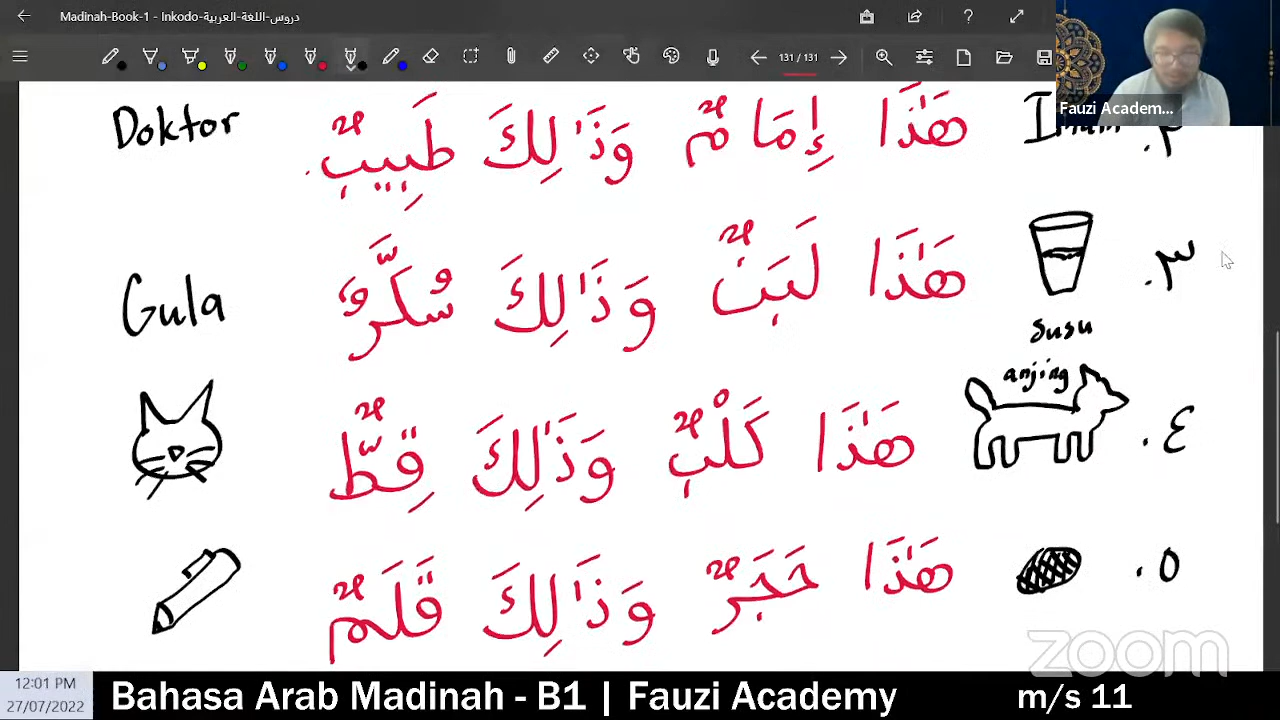 Madinah-Book-1 - Inkodo-دروس-اللغة-العربية
131 / 131
Fauzi Academ...
Imam هَٰذَا إِمَامٌ وَذَٰلِكَ طَبِيبٌ. Doktor
٣. هَٰذَا لَبَنٌ وَذَٰلِكَ سُكَّرٌ Gula
susu
anjing
٤. هَٰذَا كَلْبٌ وَذَٰلِكَ قِطٌّ
٥. هَٰذَا حَجَرٌ وَذَٰلِكَ قَلَمٌ
zoom
12:01 PM
27/07/2022
Bahasa Arab Madinah - B1 | Fauzi Academy m/s 11